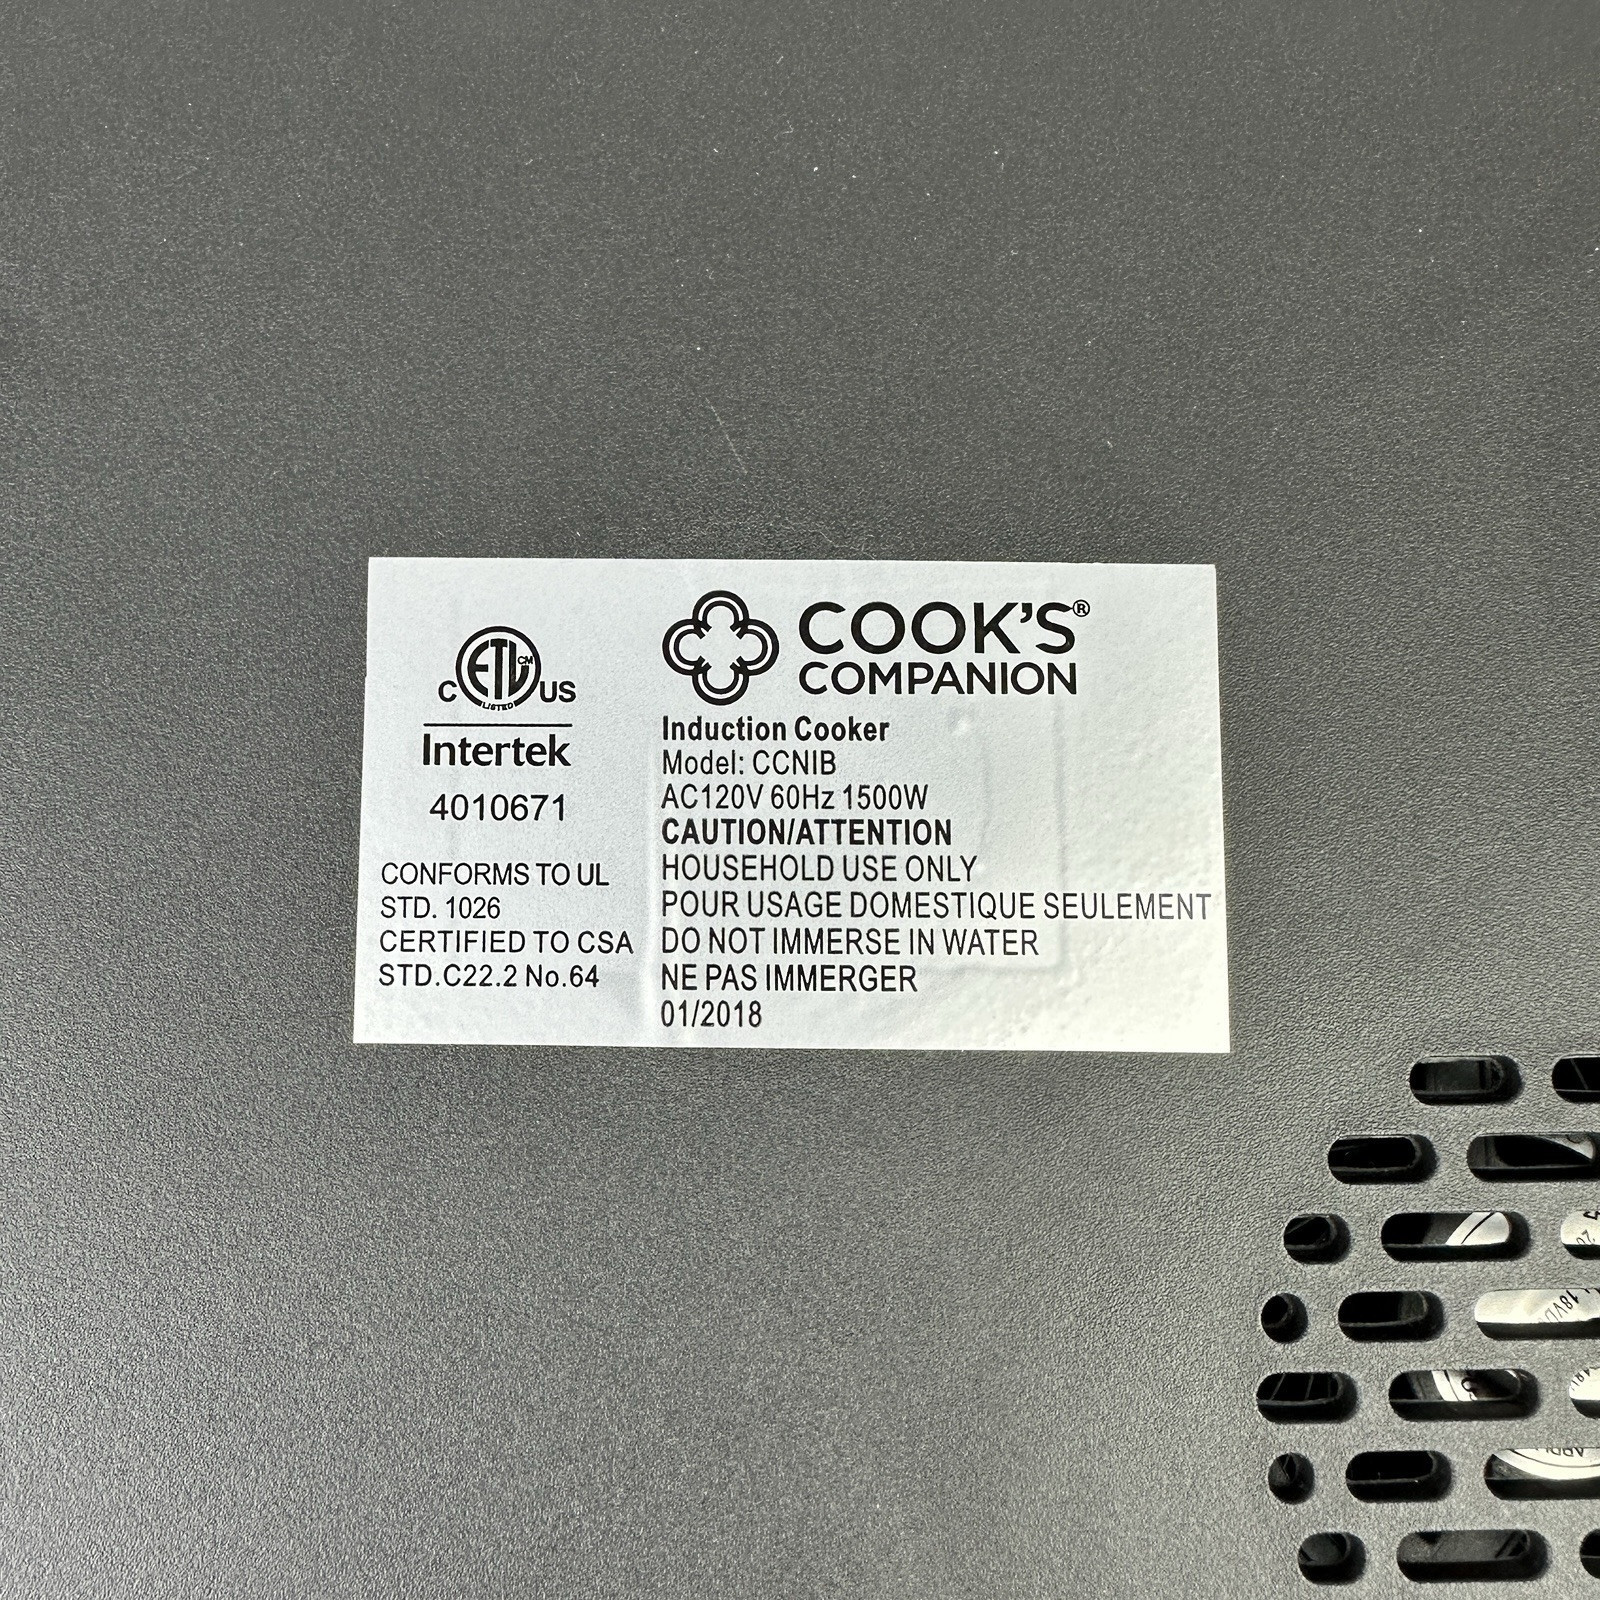 ETL CM
C US
LISTED
Intertek
4010671
CONFORMS TO UL
STD. 1026
CERTIFIED TO CSA
STD.C22.2 No.64
COOK'S®
COMPANION
Induction Cooker
Model: CCNIB
AC120V 60Hz 1500W
CAUTION/ATTENTION
HOUSEHOLD USE ONLY
POUR USAGE DOMESTIQUE SEULEMENT
DO NOT IMMERSE IN WATER
NE PAS IMMERGER
01/2018